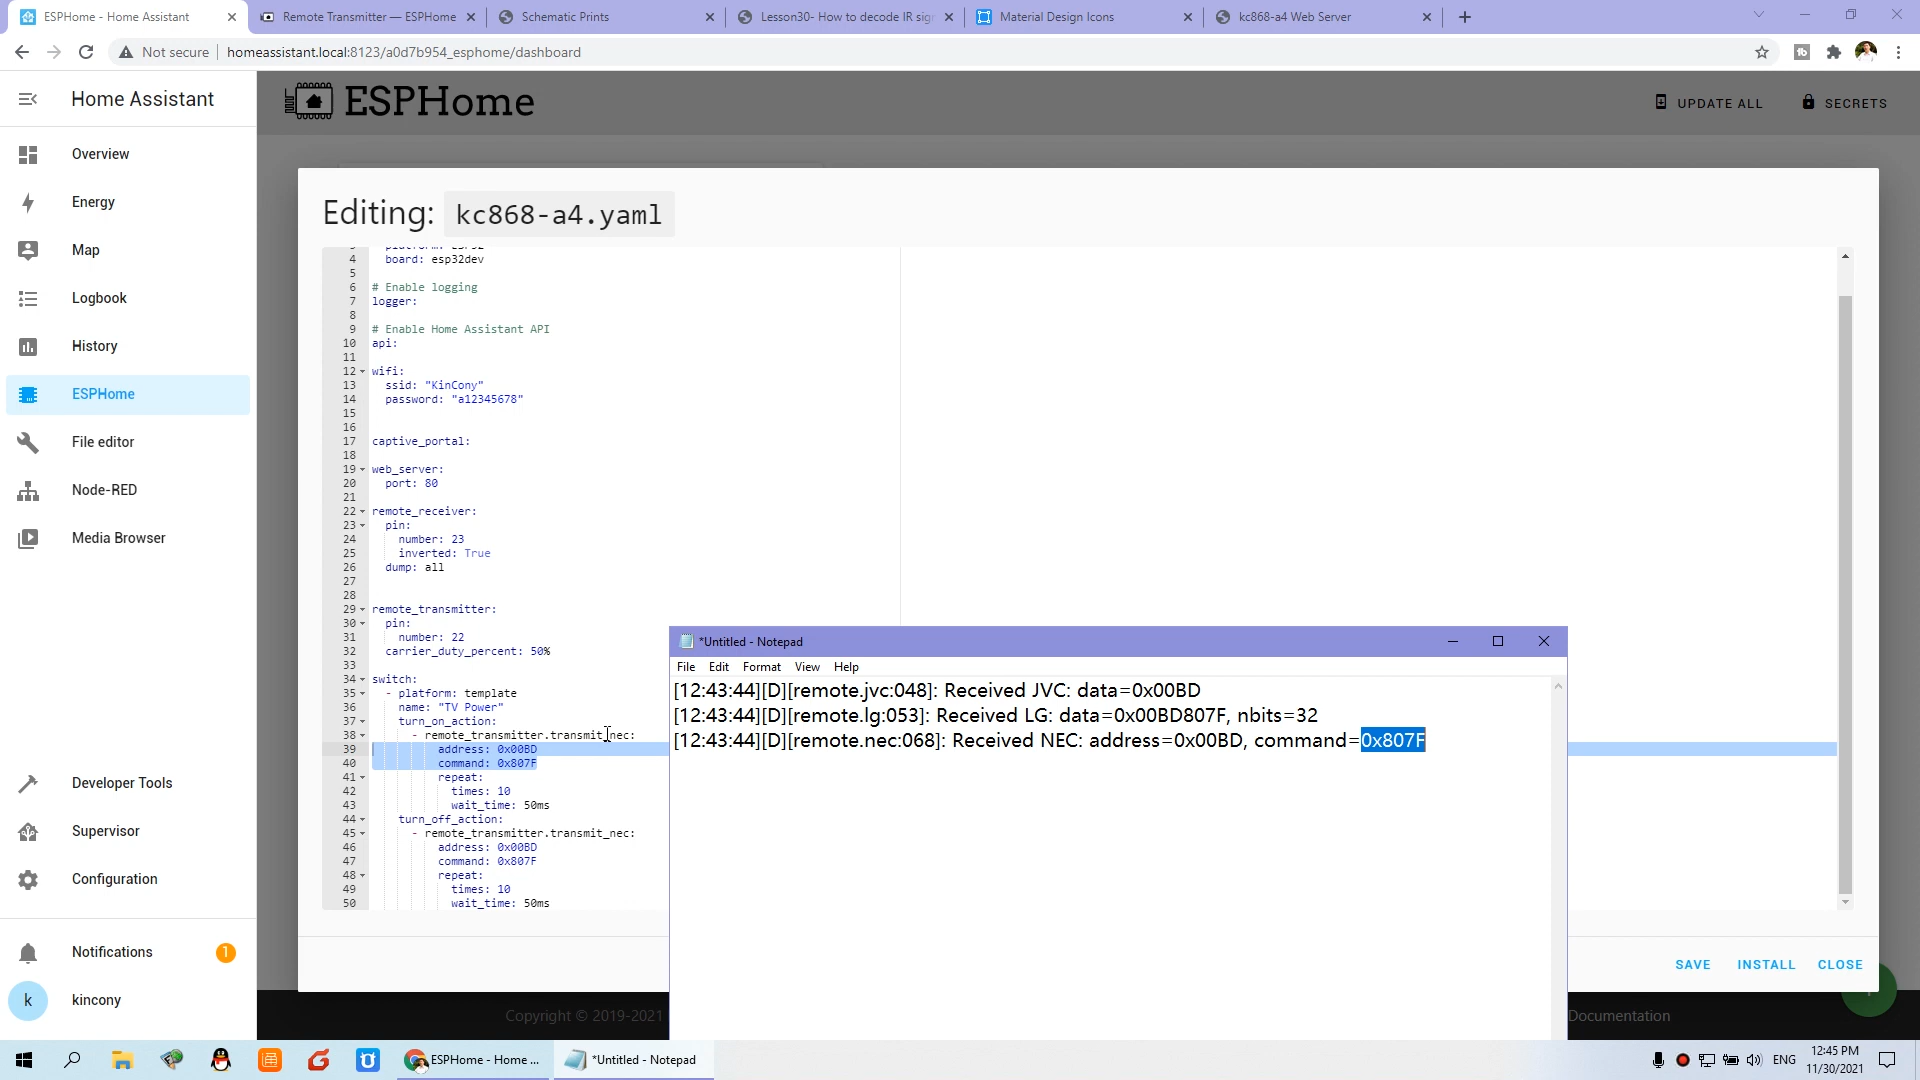 ESPHome - Home Assistant
Remote Transmitter — ESPHome
Schematic Prints
Lesson30- How to decode IR sig
Material Design Icons
kc868-a4 Web Server
Not secure
homeassistant.local:8123/a0d7b954_esphome/dashboard
Home Assistant
ESPHome
UPDATE ALL
SECRETS
Overview
Energy
Map
Logbook
History
ESPHome
File editor
Node-RED
Media Browser
Developer Tools
Supervisor
Configuration
Notifications
1
k
kincony
Editing: kc868-a4.yaml
4 board: esp32dev
5
6 # Enable logging
7 logger:
8
9 # Enable Home Assistant API
10 api:
11
12 wifi:
13 ssid: "KinCony"
14 password: "a12345678"
15
16
17 captive_portal:
18
19 web_server:
20 port: 80
21
22 remote_receiver:
23 pin:
24 number: 23
25 inverted: True
26 dump: all
27
28
29 remote_transmitter:
30 pin:
31 number: 22
32 carrier_duty_percent: 50%
33
34 switch:
35 - platform: template
36 name: "TV Power"
37 turn_on_action:
38 - remote_transmitter.transmit_nec:
39 address: 0x00BD
40 command: 0x807F
41 repeat:
42 times: 10
43 wait_time: 50ms
44 turn_off_action:
45 - remote_transmitter.transmit_nec:
46 address: 0x00BD
47 command: 0x807F
48 repeat:
49 times: 10
50 wait_time: 50ms
*Untitled - Notepad
File Edit Format View Help
[12:43:44][D][remote.jvc:048]: Received JVC: data=0x00BD
[12:43:44][D][remote.lg:053]: Received LG: data=0x00BD807F, nbits=32
[12:43:44][D][remote.nec:068]: Received NEC: address=0x00BD, command=0x807F
SAVE
INSTALL
CLOSE
Copyright © 2019-2021
Documentation
ESPHome - Home ...
*Untitled - Notepad
ENG
12:45 PM
11/30/2021